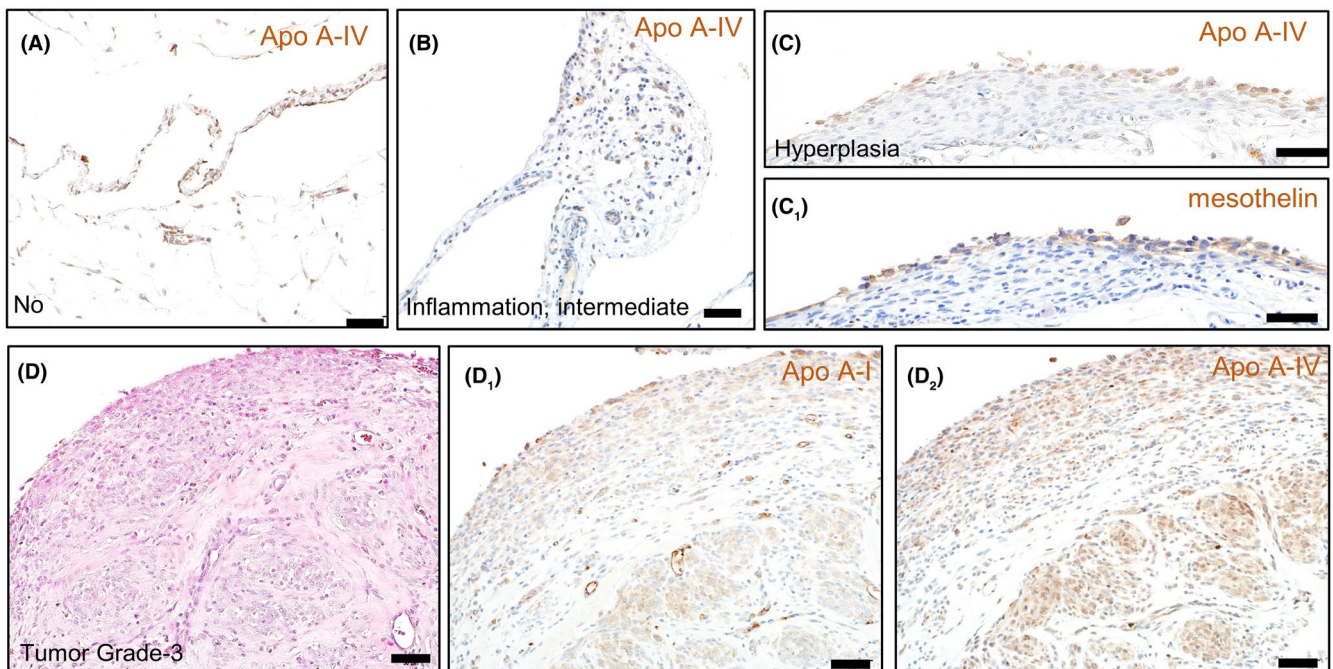 (A)
Apo A-IV
No
(B)
Apo A-IV
Inflammation; intermediate
(C)
Apo A-IV
Hyperplasia
(C1)
mesothelin
(D)
Tumor Grade-3
(D1)
Apo A-I
(D2)
Apo A-IV